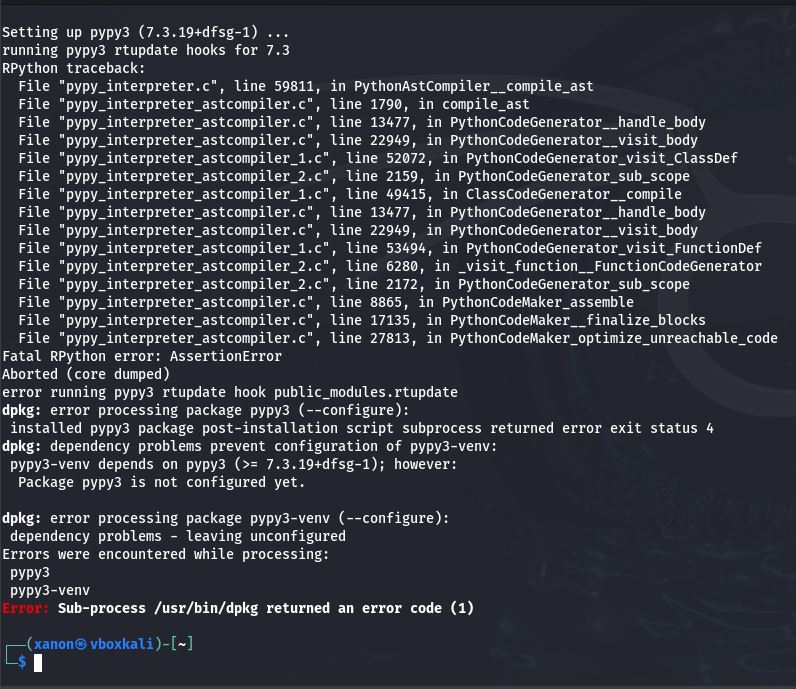 Setting up pypy3 (7.3.19+dfsg-1) ...
running pypy3 rtupdate hooks for 7.3
RPython traceback:
  File "pypy_interpreter.c", line 59811, in PythonAstCompiler__compile_ast
  File "pypy_interpreter_astcompiler.c", line 1790, in compile_ast
  File "pypy_interpreter_astcompiler.c", line 13477, in PythonCodeGenerator__handle_body
  File "pypy_interpreter_astcompiler.c", line 22949, in PythonCodeGenerator__visit_body
  File "pypy_interpreter_astcompiler_1.c", line 52072, in PythonCodeGenerator_visit_ClassDef
  File "pypy_interpreter_astcompiler_2.c", line 2159, in PythonCodeGenerator_sub_scope
  File "pypy_interpreter_astcompiler_1.c", line 49415, in ClassCodeGenerator__compile
  File "pypy_interpreter_astcompiler.c", line 13477, in PythonCodeGenerator__handle_body
  File "pypy_interpreter_astcompiler.c", line 22949, in PythonCodeGenerator__visit_body
  File "pypy_interpreter_astcompiler_1.c", line 53494, in PythonCodeGenerator_visit_FunctionDef
  File "pypy_interpreter_astcompiler_2.c", line 6280, in _visit_function__FunctionCodeGenerator
  File "pypy_interpreter_astcompiler_2.c", line 2172, in PythonCodeGenerator_sub_scope
  File "pypy_interpreter_astcompiler.c", line 8865, in PythonCodeMaker_assemble
  File "pypy_interpreter_astcompiler.c", line 17135, in PythonCodeMaker__finalize_blocks
  File "pypy_interpreter_astcompiler.c", line 27813, in PythonCodeMaker_optimize_unreachable_code
Fatal RPython error: AssertionError
Aborted (core dumped)
error running pypy3 rtupdate hook public_modules.rtupdate
dpkg: error processing package pypy3 (--configure):
 installed pypy3 package post-installation script subprocess returned error exit status 4
dpkg: dependency problems prevent configuration of pypy3-venv:
 pypy3-venv depends on pypy3 (>= 7.3.19+dfsg-1); however:
  Package pypy3 is not configured yet.

dpkg: error processing package pypy3-venv (--configure):
 dependency problems - leaving unconfigured
Errors were encountered while processing:
 pypy3
 pypy3-venv
Error: Sub-process /usr/bin/dpkg returned an error code (1)

┌──(xanon㉿vboxkali)-[~]
└─$